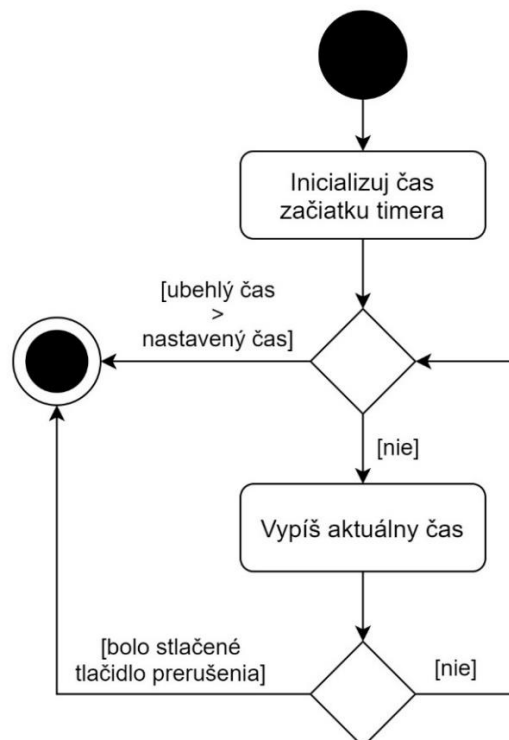 Inicializuj čas
začiatku timera
[ubehlý čas
>
nastavený čas]
[nie]
Vypíš aktuálny čas
[bolo stlačené
tlačidlo prerušenia]
[nie]